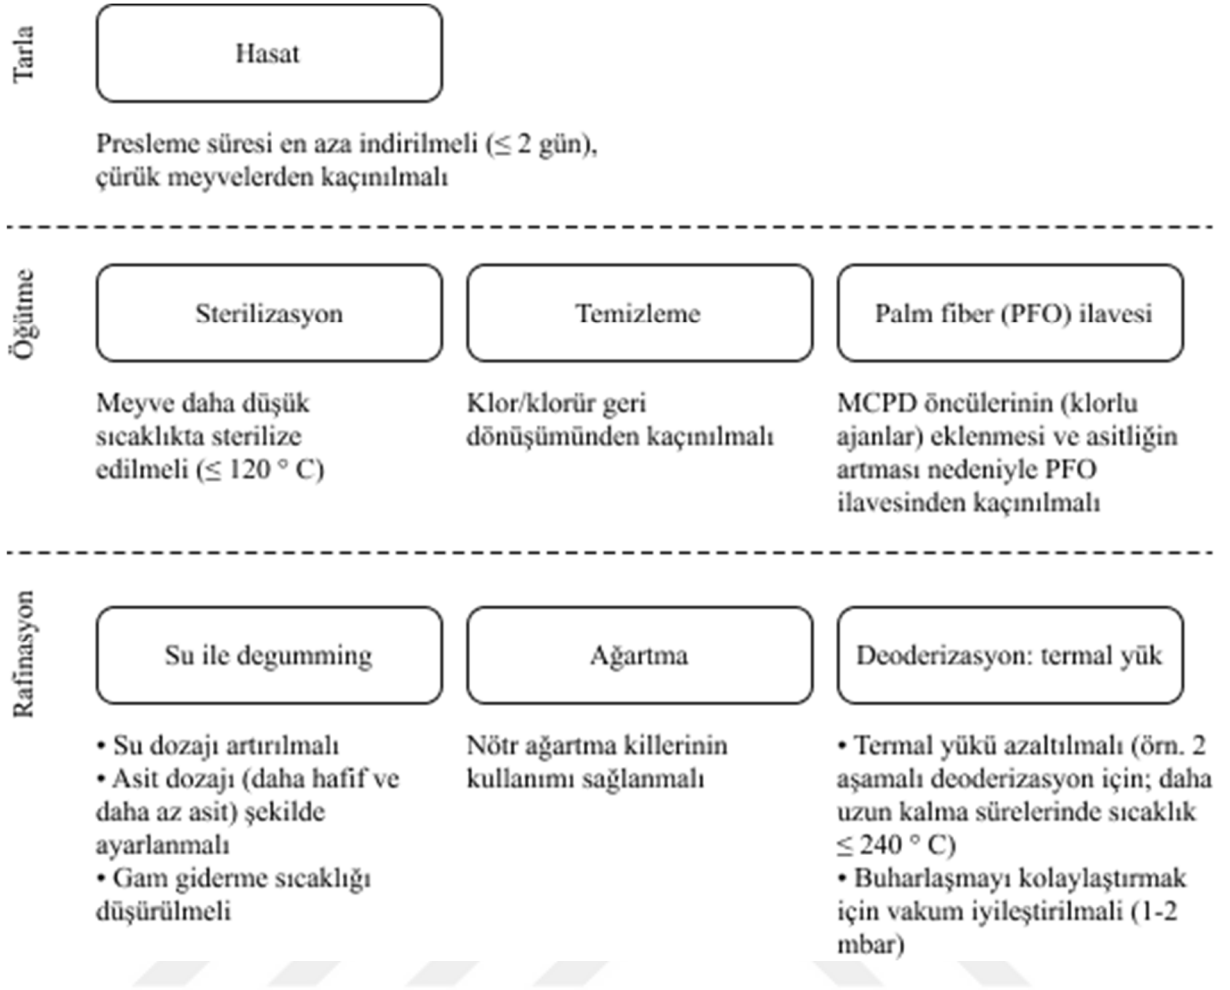 Tarla
Hasat
Presleme süresi en aza indirilmeli (≤ 2 gün),
çürük meyvelerden kaçınılmalı
Öğütme
Sterilizasyon
Meyve daha düşük
sıcaklıkta sterilize
edilmeli (≤ 120 ° C)
Temizleme
Klor/klorür geri
dönüşümünden kaçınılmalı
Palm fiber (PFO) ilavesi
MCPD öncülerinin (klorlu
ajanlar) eklenmesi ve asitliğin
artması nedeniyle PFO
ilavesinden kaçınılmalı
Rafinasyon
Su ile degumming
• Su dozajı artırılmalı
• Asit dozajı (daha hafif ve
daha az asit) şekilde
ayarlanmalı
• Gam giderme sıcaklığı
düşürülmeli
Ağartma
Nötr ağartma killerinin
kullanımı sağlanmalı
Deoderizasyon: termal yük
• Termal yükü azaltılmalı (örn. 2
aşamalı deoderizasyon için; daha
uzun kalma sürelerinde sıcaklık
≤ 240 ° C)
• Buharlaşmayı kolaylaştırmak
için vakum iyileştirilmali (1-2
mbar)